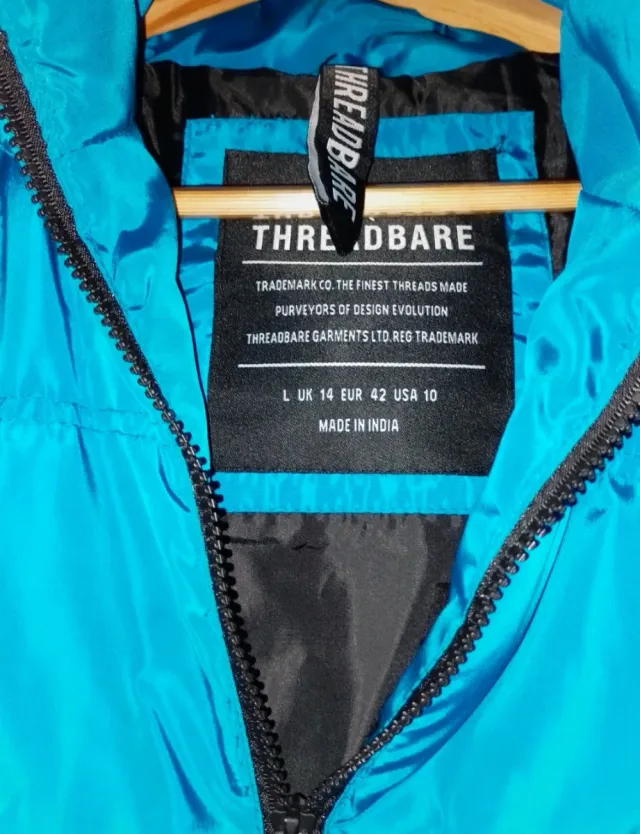 THREADBARE
THREADBARE
TRADEMARK CO. THE FINEST THREADS MADE
PURVEYORS OF DESIGN EVOLUTION
THREADBARE GARMENTS LTD. REG TRADEMARK
L UK 14 EUR 42 USA 10
MADE IN INDIA